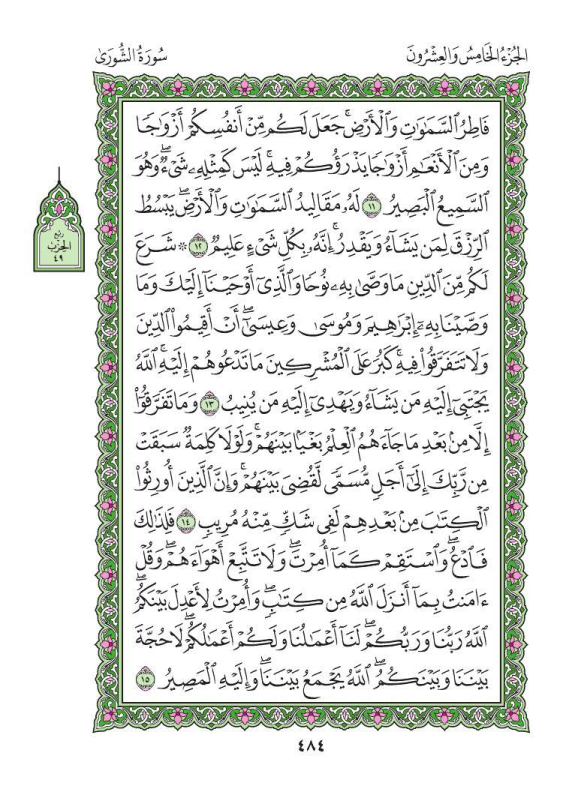 الجُزْءُ الخَامِسُ وَالعِشْرُونَ
سُورَةُ الشُّورَىٰ
فَاطِرُ ٱلسَّمَٰوَٰتِ وَٱلْأَرْضِۚ جَعَلَ لَكُم مِّنْ أَنفُسِكُمْ أَزْوَٰجًا
وَمِنَ ٱلْأَنْعَٰمِ أَزْوَٰجًا يَذْرَؤُكُمْ فِيهِۚ لَيْسَ كَمِثْلِهِۦ شَىْءٌۖ وَهُوَ
ٱلسَّمِيعُ ٱلْبَصِيرُ ١١ لَهُۥ مَقَالِيدُ ٱلسَّمَٰوَٰتِ وَٱلْأَرْضِۖ يَبْسُطُ
ٱلرِّزْقَ لِمَن يَشَآءُ وَيَقْدِرُۚ إِنَّهُۥ بِكُلِّ شَىْءٍ عَلِيمٌ ١٢ ۞ شَرَعَ
لَكُم مِّنَ ٱلدِّينِ مَا وَصَّىٰ بِهِۦ نُوحًا وَٱلَّذِىٓ أَوْحَيْنَآ إِلَيْكَ وَمَا
وَصَّيْنَا بِهِۦٓ إِبْرَٰهِيمَ وَمُوسَىٰ وَعِيسَىٰٓۖ أَنْ أَقِيمُوا۟ ٱلدِّينَ
وَلَا تَتَفَرَّقُوا۟ فِيهِۚ كَبُرَ عَلَى ٱلْمُشْرِكِينَ مَا تَدْعُوهُمْ إِلَيْهِۚ ٱللَّهُ
يَجْتَبِىٓ إِلَيْهِ مَن يَشَآءُ وَيَهْدِىٓ إِلَيْهِ مَن يُنِيبُ ١٣ وَمَا تَفَرَّقُوٓا۟
إِلَّا مِنۢ بَعْدِ مَا جَآءَهُمُ ٱلْعِلْمُ بَغْيًۢا بَيْنَهُمْۚ وَلَوْلَا كَلِمَةٌ سَبَقَتْ
مِن رَّبِّكَ إِلَىٰٓ أَجَلٍ مُّسَمًّى لَّقُضِىَ بَيْنَهُمْۚ وَإِنَّ ٱلَّذِينَ أُورِثُوا۟
ٱلْكِتَٰبَ مِنۢ بَعْدِهِمْ لَفِى شَكٍّ مِّنْهُ مُرِيبٍ ١٤ فَلِذَٰلِكَ
فَٱدْعُۖ وَٱسْتَقِمْ كَمَآ أُمِرْتَۖ وَلَا تَتَّبِعْ أَهْوَآءَهُمْۖ وَقُلْ
ءَامَنتُ بِمَآ أَنزَلَ ٱللَّهُ مِن كِتَٰبٍۖ وَأُمِرْتُ لِأَعْدِلَ بَيْنَكُمُۖ
ٱللَّهُ رَبُّنَا وَرَبُّكُمْۖ لَنَآ أَعْمَٰلُنَا وَلَكُمْ أَعْمَٰلُكُمْۖ لَا حُجَّةَ
بَيْنَنَا وَبَيْنَكُمُۖ ٱللَّهُ يَجْمَعُ بَيْنَنَاۖ وَإِلَيْهِ ٱلْمَصِيرُ ١٥
ربع
الحزب
٤٩
٤٨٤